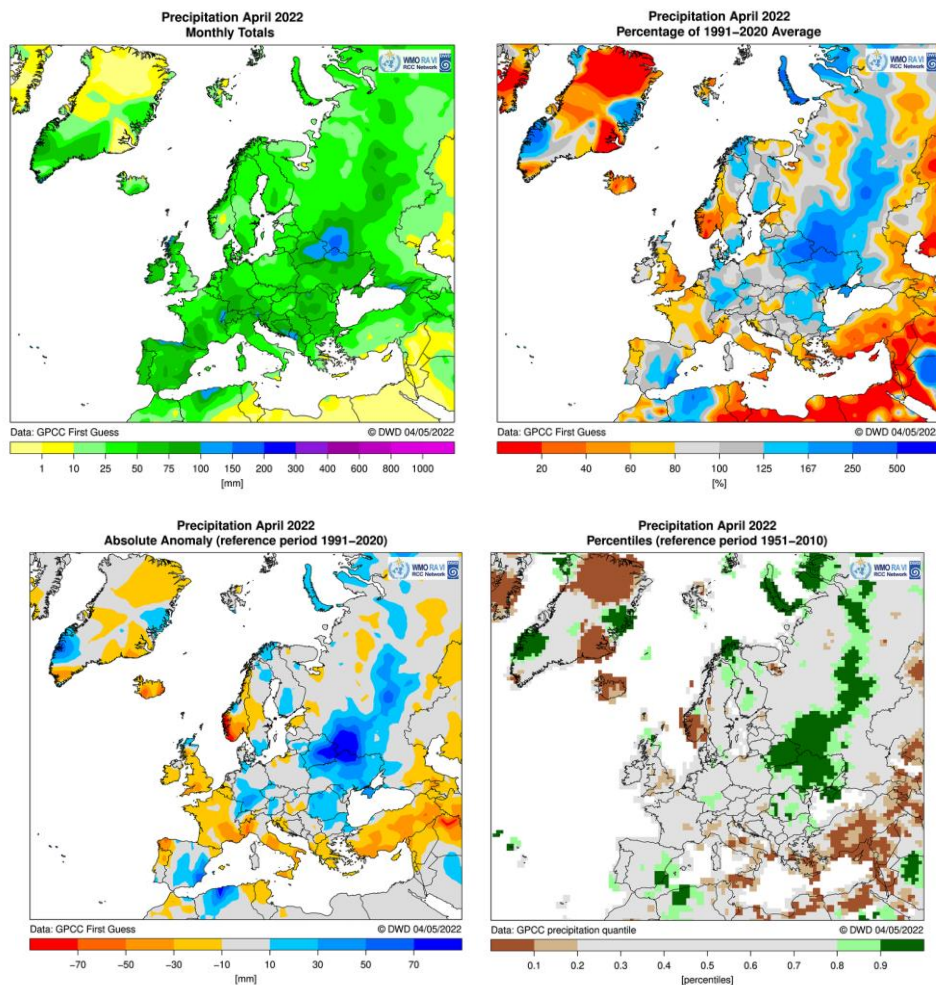 Precipitation April 2022
Monthly Totals
WMO RA VI
RCC Network
Data: GPCC First Guess
© DWD 04/05/2022
1 10 25 50 75 100 150 200 300 400 600 800 1000
[mm]
Precipitation April 2022
Percentage of 1991−2020 Average
WMO RA VI
RCC Network
Data: GPCC First Guess
© DWD 04/05/2022
20 40 60 80 100 125 167 250 500
[%]
Precipitation April 2022
Absolute Anomaly (reference period 1991−2020)
WMO RA VI
RCC Network
Data: GPCC First Guess
© DWD 04/05/2022
−70 −50 −30 −10 10 30 50 70
[mm]
Precipitation April 2022
Percentiles (reference period 1951−2010)
WMO RA VI
RCC Network
Data: GPCC precipitation quantile
© DWD 04/05/2022
0.1 0.2 0.3 0.4 0.6 0.7 0.8 0.9
[percentiles]